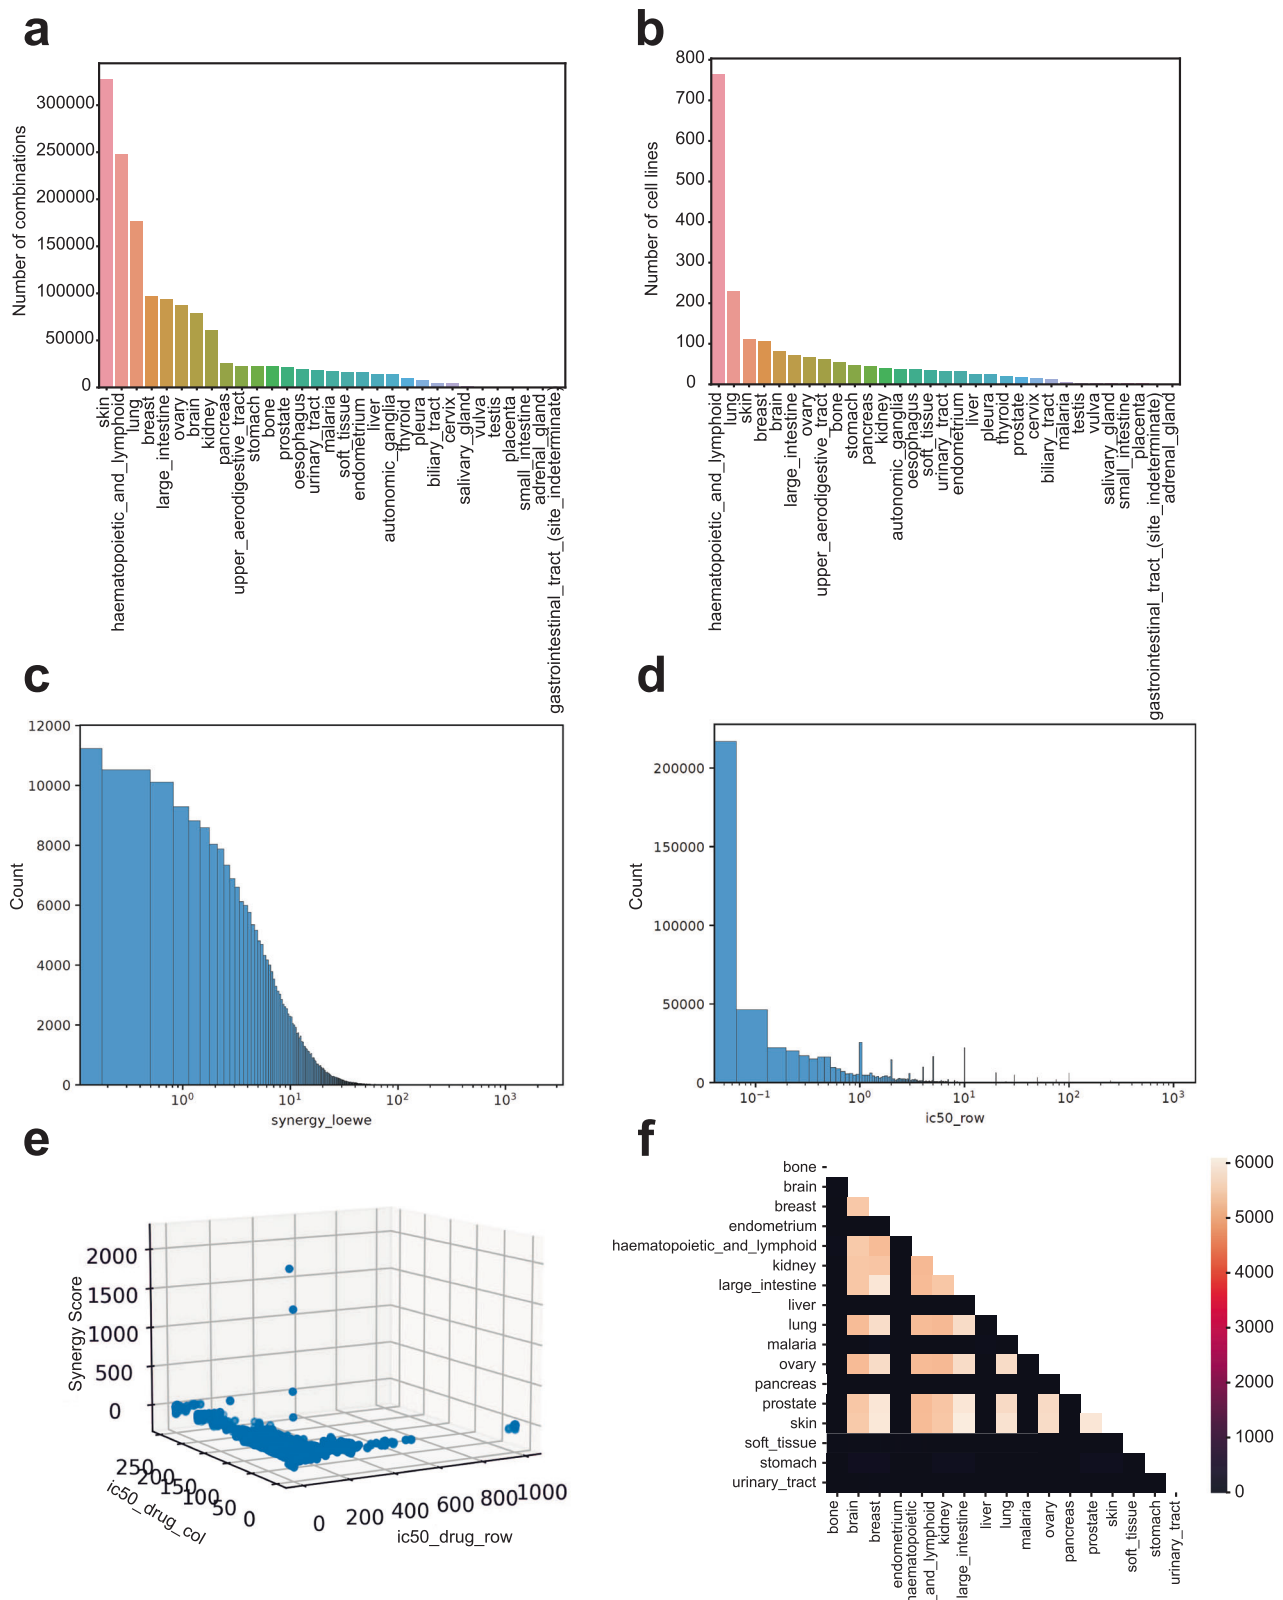 a
Number of combinations
300000
250000
200000
150000
100000
50000
0
skin
haematopoietic_and_lymphoid
lung
breast
large_intestine
ovary
brain
kidney
pancreas
upper_aerodigestive_tract
stomach
bone
prostate
oesophagus
urinary_tract
malaria
soft_tissue
endometrium
liver
autonomic_ganglia
thyroid
pleura
biliary_tract
cervix
salivary_gland
vulva
testis
placenta
small_intestine
adrenal_gland
gastrointestinal_tract_(site_indeterminate)
b
Number of cell lines
800
700
600
500
400
300
200
100
0
haematopoietic_and_lymphoid
lung
skin
breast
brain
large_intestine
ovary
upper_aerodigestive_tract
bone
stomach
pancreas
kidney
autonomic_ganglia
oesophagus
soft_tissue
urinary_tract
endometrium
liver
pleura
thyroid
prostate
cervix
biliary_tract
malaria
testis
vulva
salivary_gland
small_intestine
placenta
gastrointestinal_tract_(site_indeterminate)
adrenal_gland
c
Count
12000
10000
8000
6000
4000
2000
0
10⁰
10¹
10²
10³
synergy_loewe
d
Count
200000
150000
100000
50000
0
10⁻¹
10⁰
10¹
10²
10³
ic50_row
e
Synergy Score
2000
1500
1000
500
0
250
200
150
100
50
0
ic50_drug_col
0
200
400
600
800
1000
ic50_drug_row
f
bone
brain
breast
endometrium
haematopoietic_and_lymphoid
kidney
large_intestine
liver
lung
malaria
ovary
pancreas
prostate
skin
soft_tissue
stomach
urinary_tract
bone
brain
breast
endometrium
haematopoietic
_and_lymphoid
kidney
large_intestine
liver
lung
malaria
ovary
pancreas
prostate
skin
soft_tissue
stomach
urinary_tract
6000
5000
4000
3000
2000
1000
0